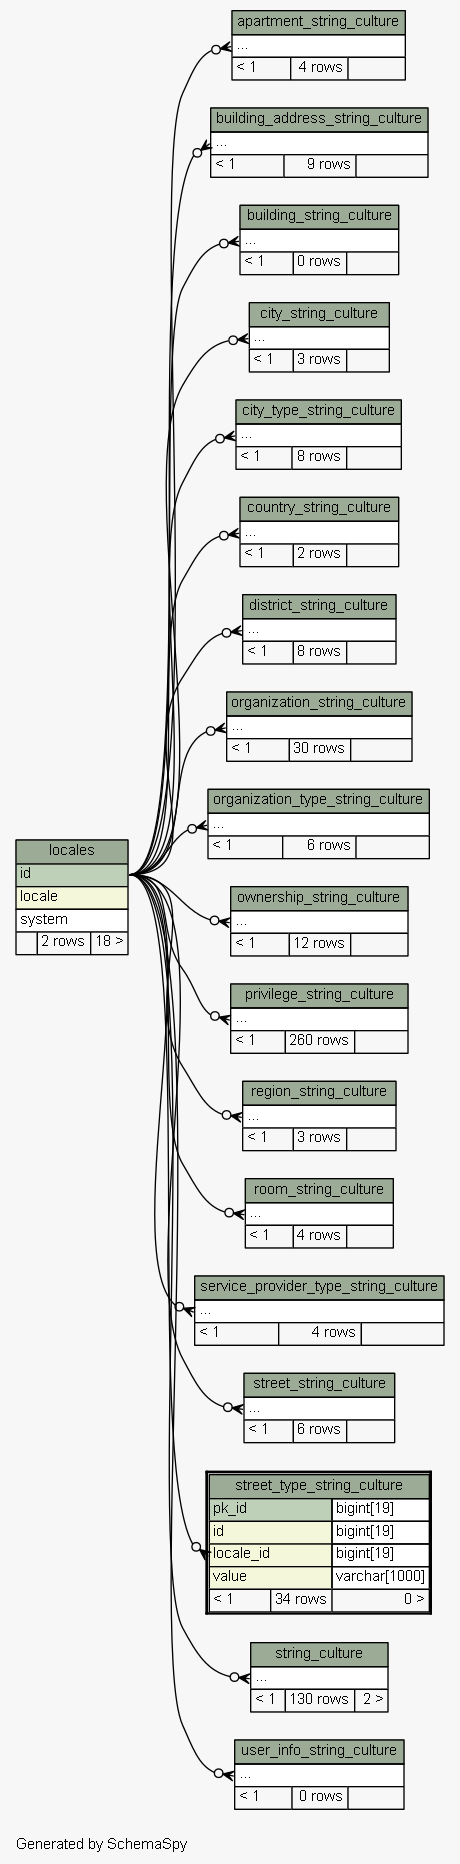 apartment_string_culture
...
< 1 4 rows
building_address_string_culture
...
< 1 9 rows
building_string_culture
...
< 1 0 rows
city_string_culture
...
< 1 3 rows
city_type_string_culture
...
< 1 8 rows
country_string_culture
...
< 1 2 rows
district_string_culture
...
< 1 8 rows
organization_string_culture
...
< 1 30 rows
organization_type_string_culture
...
< 1 6 rows
locales
id
locale
system
2 rows 18 >
ownership_string_culture
...
< 1 12 rows
privilege_string_culture
...
< 1 260 rows
region_string_culture
...
< 1 3 rows
room_string_culture
...
< 1 4 rows
service_provider_type_string_culture
...
< 1 4 rows
street_string_culture
...
< 1 6 rows
street_type_string_culture
pk_id bigint[19]
id bigint[19]
locale_id bigint[19]
value varchar[1000]
< 1 34 rows 0 >
string_culture
...
< 1 130 rows 2 >
user_info_string_culture
...
< 1 0 rows
Generated by SchemaSpy